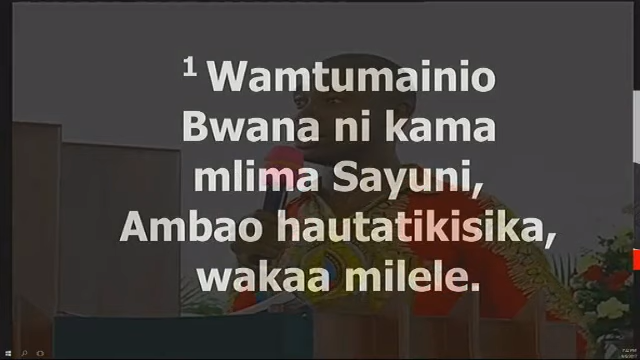 1 Wamtumainio
Bwana ni kama
mlima Sayuni,
Ambao hautatikisika,
wakaa milele.